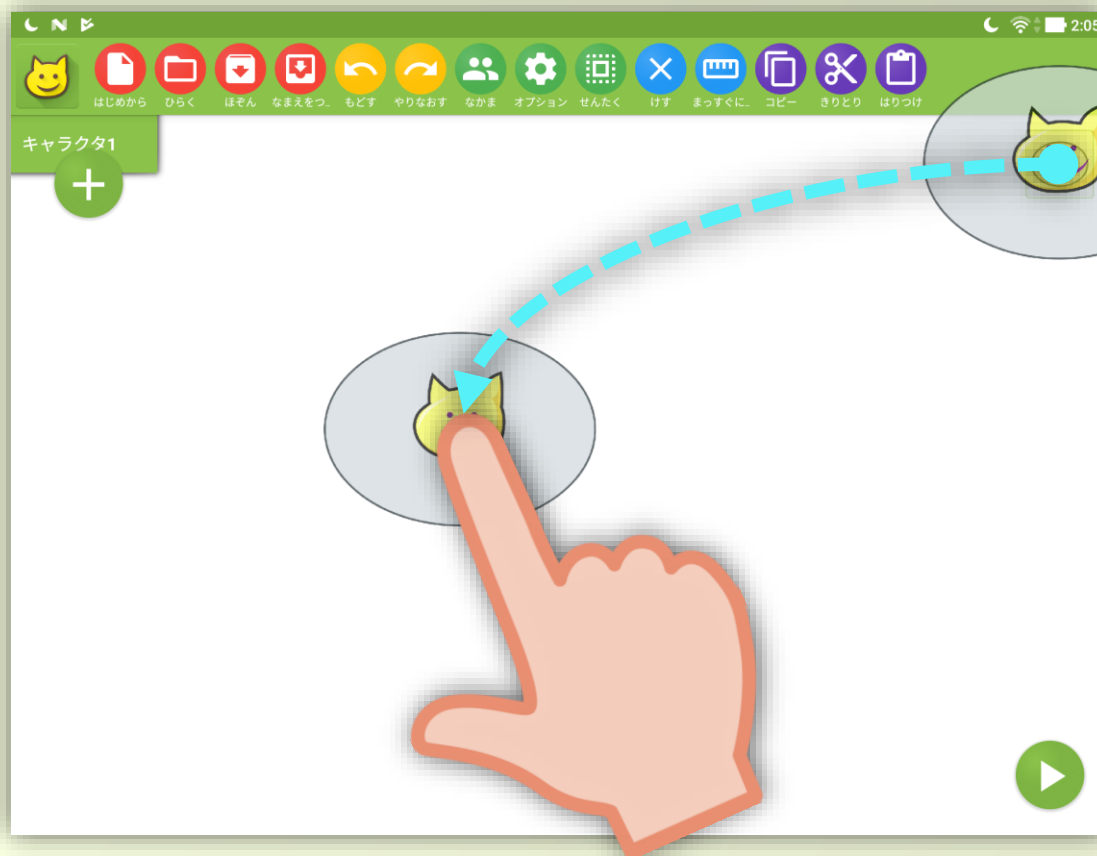 2:05
はじめから ひらく ほぞん なまえをつ.. もどす やりなおす なかま オプション せんたく けす まっすぐに.. コピー きりとり はりつけ
キャラクタ1